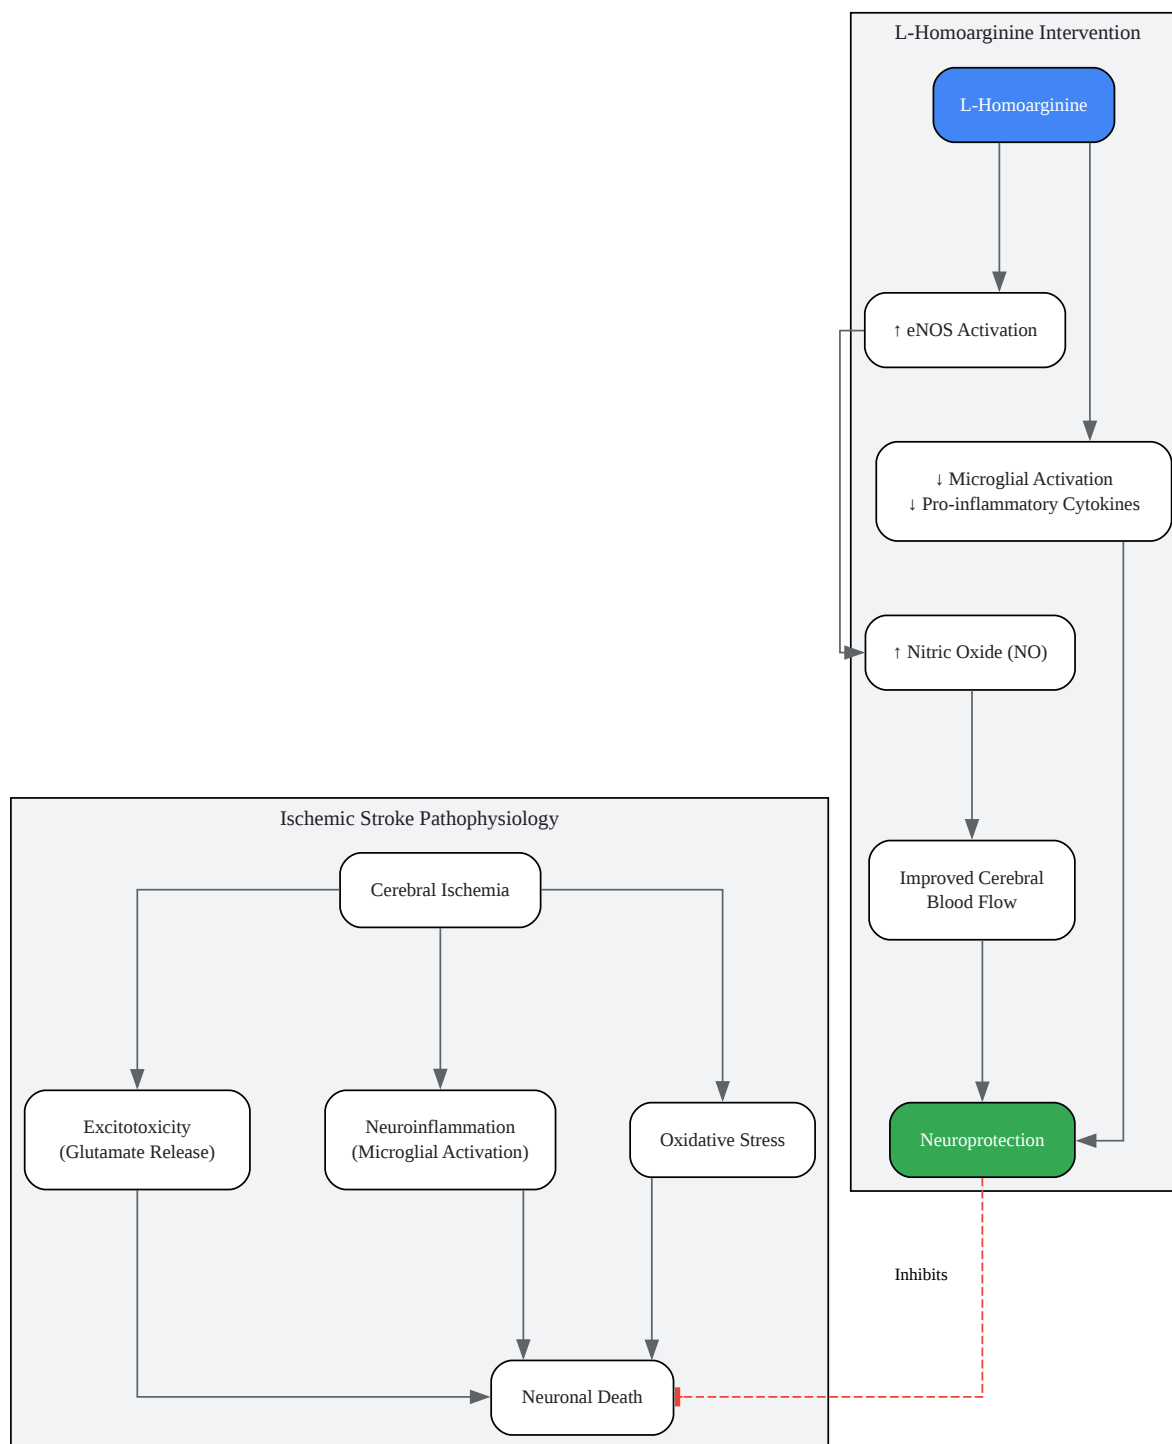 L-Homoarginine Intervention
L-Homoarginine
↑ eNOS Activation
↓ Microglial Activation
↓ Pro-inflammatory Cytokines
↑ Nitric Oxide (NO)
Improved Cerebral
Blood Flow
Neuroprotection
Inhibits
Ischemic Stroke Pathophysiology
Cerebral Ischemia
Excitotoxicity
(Glutamate Release)
Neuroinflammation
(Microglial Activation)
Oxidative Stress
Neuronal Death